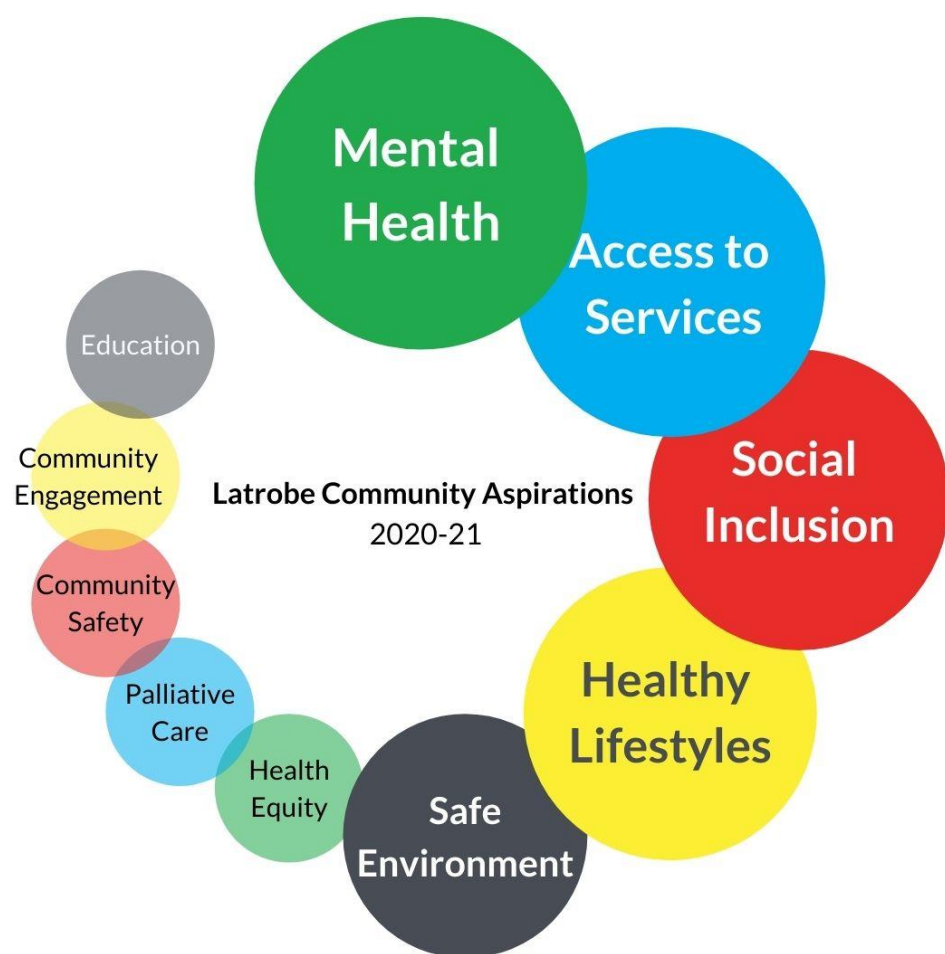 Mental
Health
Access to
Services
Social
Inclusion
Healthy
Lifestyles
Safe
Environment
Health
Equity
Palliative
Care
Community
Safety
Community
Engagement
Education
Latrobe Community Aspirations
2020-21